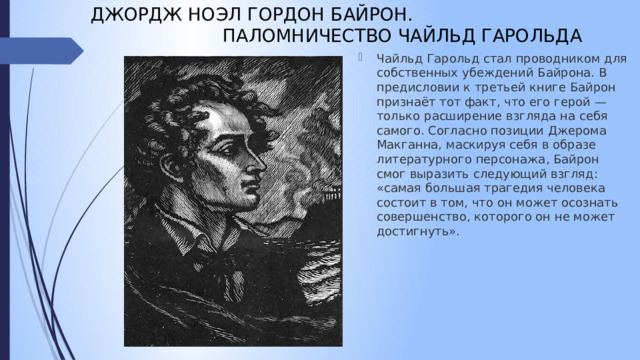 ДЖОРДЖ НОЭЛ ГОРДОН БАЙРОН.
ПАЛОМНИЧЕСТВО ЧАЙЛЬД ГАРОЛЬДА
Чайльд Гарольд стал проводником для
собственных убеждений Байрона. В
предисловии к третьей книге Байрон
признаёт тот факт, что его герой —
только расширение взгляда на себя
самого. Согласно позиции Джерома
Макганна, маскируя себя в образе
литературного персонажа, Байрон
смог выразить следующий взгляд:
«самая большая трагедия человека
состоит в том, что он может осознать
совершенство, которого он не может
достигнуть».